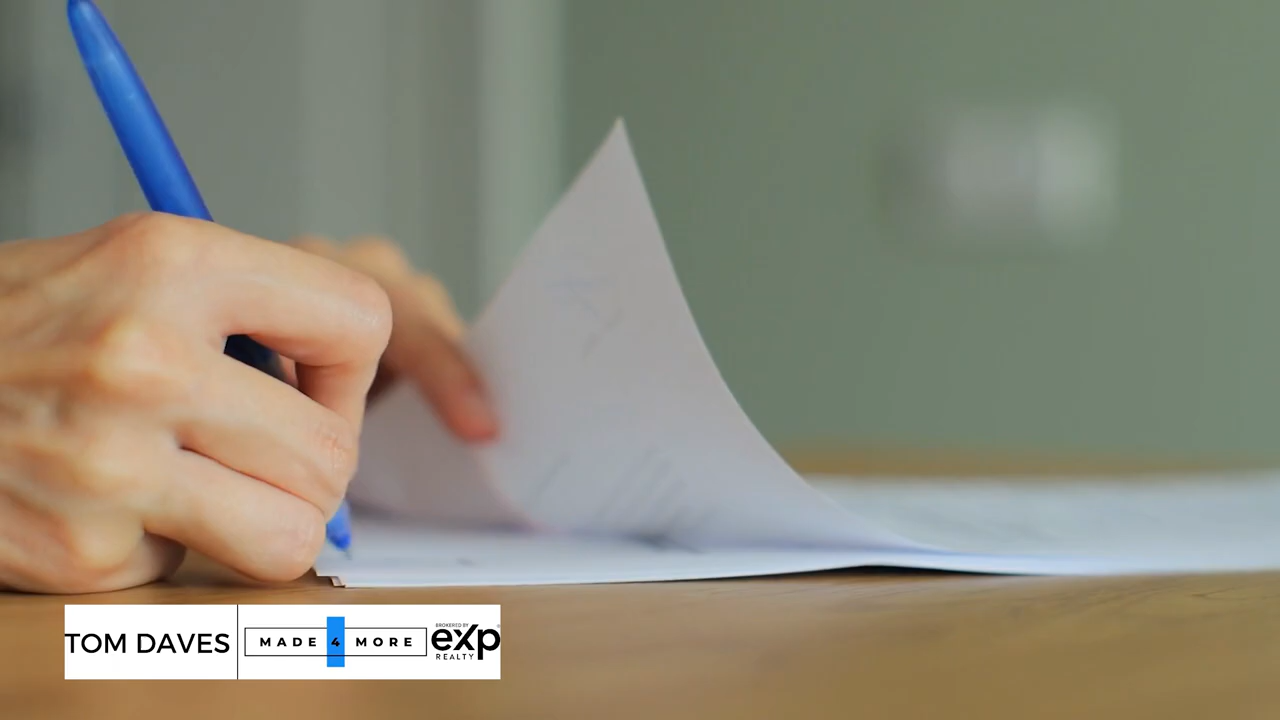 TOM DAVES
MADE 4 MORE
BROKERED BY
eXp
REALTY